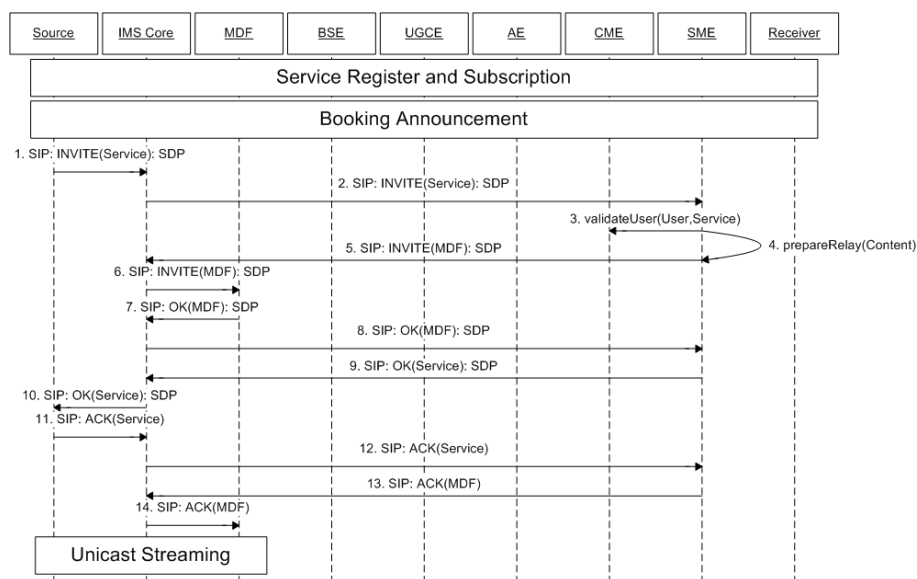 Source IMS Core MDF BSE UGCE AE CME SME Receiver
Service Register and Subscription
Booking Announcement
1. SIP: INVITE(Service): SDP
2. SIP: INVITE(Service): SDP
3. validateUser(User,Service)
4. prepareRelay(Content)
5. SIP: INVITE(MDF): SDP
6. SIP: INVITE(MDF): SDP
7. SIP: OK(MDF): SDP
8. SIP: OK(MDF): SDP
9. SIP: OK(Service): SDP
10. SIP: OK(Service): SDP
11. SIP: ACK(Service)
12. SIP: ACK(Service)
13. SIP: ACK(MDF)
14. SIP: ACK(MDF)
Unicast Streaming